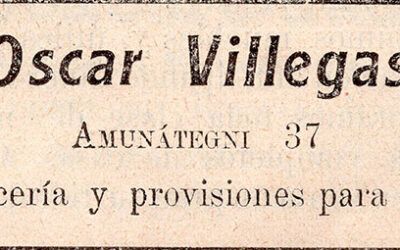 Oscar Villegas
AMUNÁTEGNI 37
cería y provisiones para